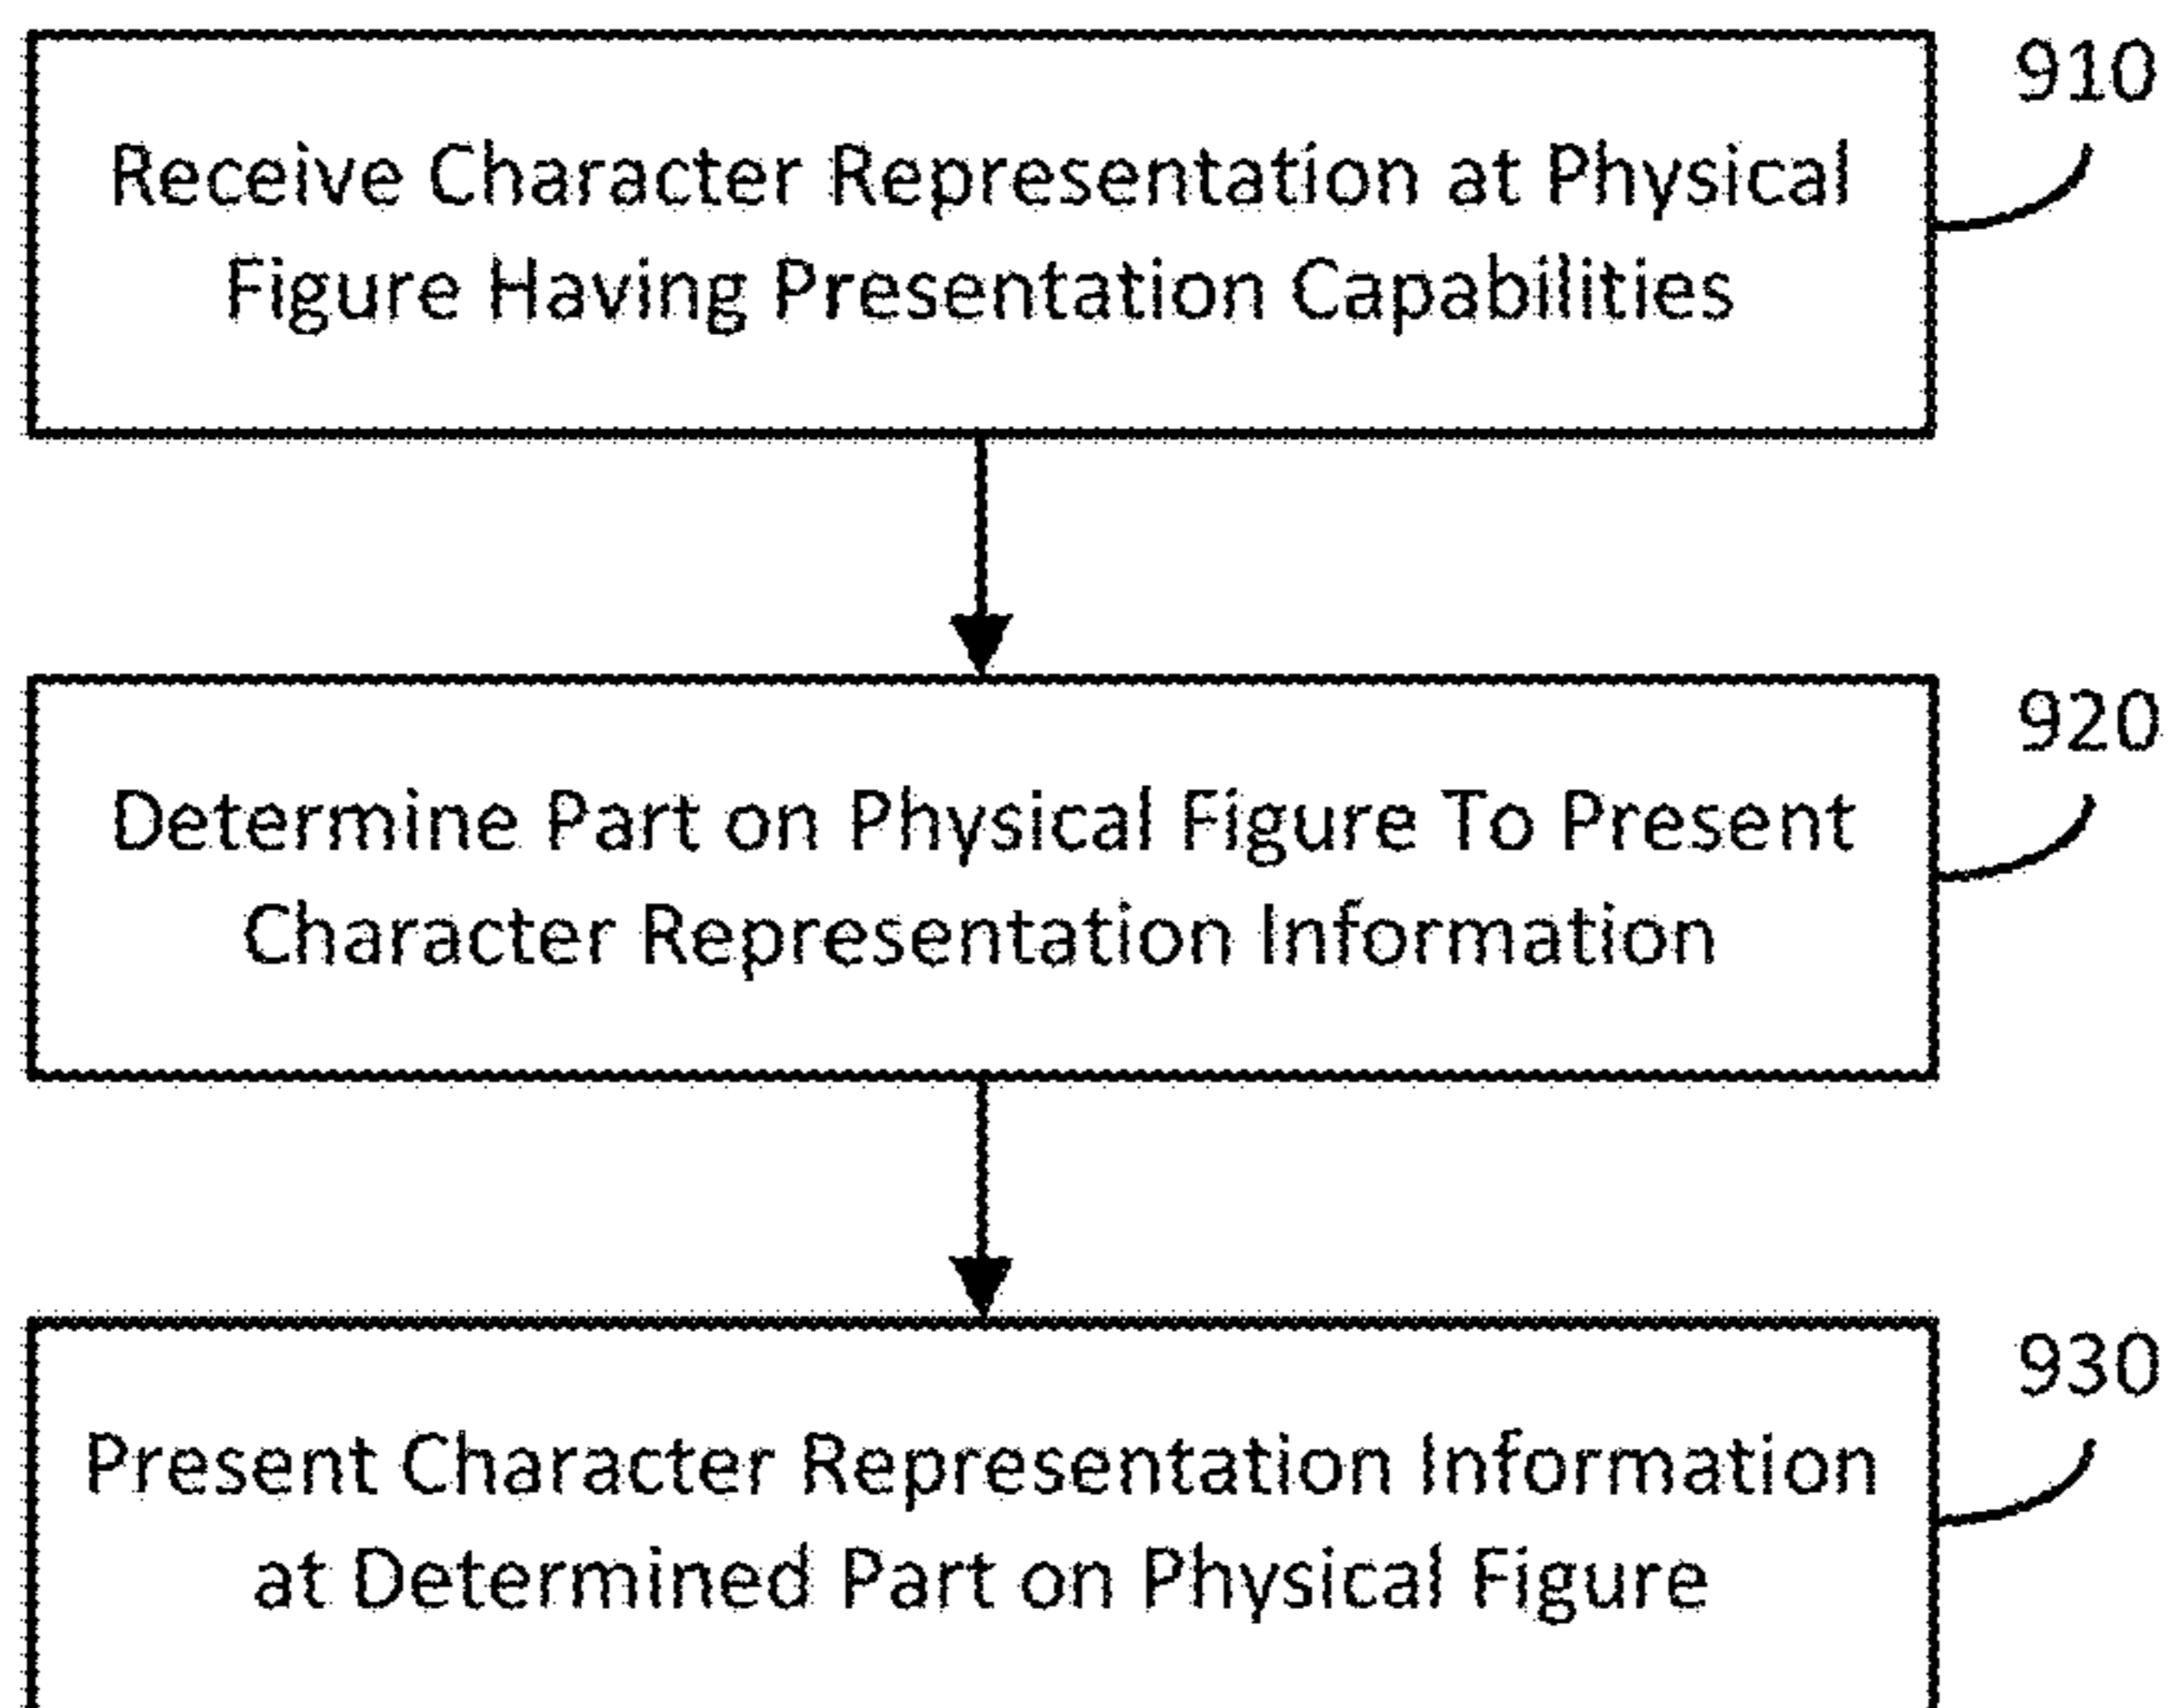 910
Receive Character Representation at Physical
Figure Having Presentation Capabilities
920
Determine Part on Physical Figure To Present
Character Representation Information
930
Present Character Representation Information
at Determined Part on Physical Figure